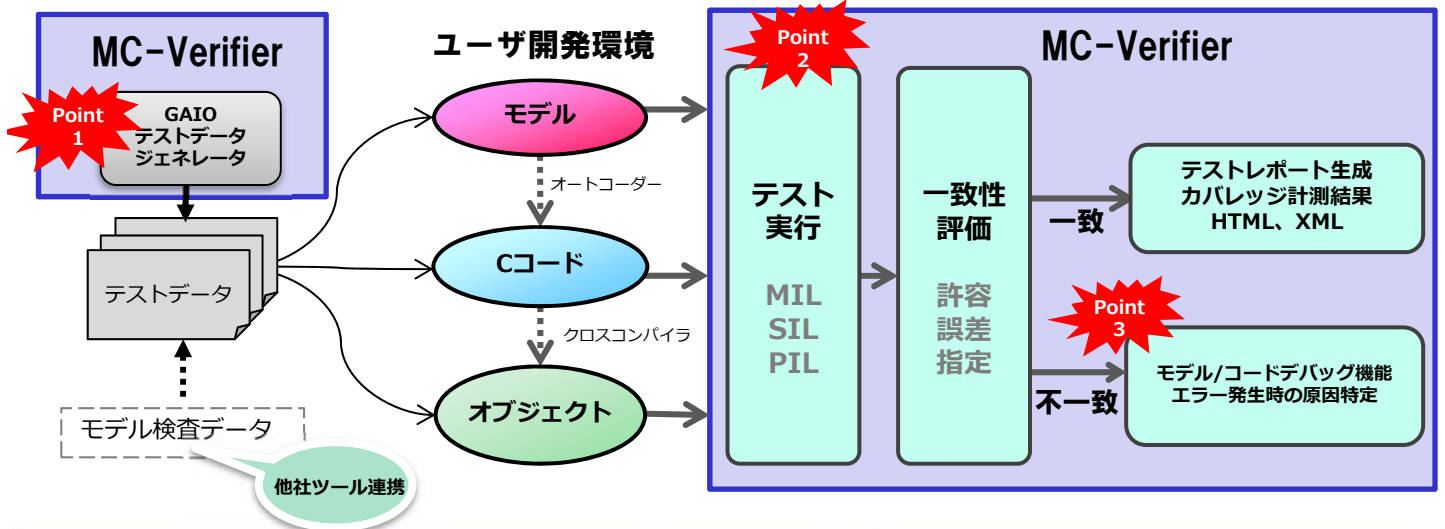 MC-Verifier
Point
1
GAIO
テストデータ
ジェネレータ
テストデータ
モデル検査データ
他社ツール連携
ユーザ開発環境
モデル
オートコーダー
Cコード
クロスコンパイラ
オブジェクト
MC-Verifier
Point
2
テスト
実行
MIL
SIL
PIL
一致性
評価
許容
誤差
指定
一致
テストレポート生成
カバレッジ計測結果
HTML、XML
不一致
Point
3
モデル/コードデバッグ機能
エラー発生時の原因特定